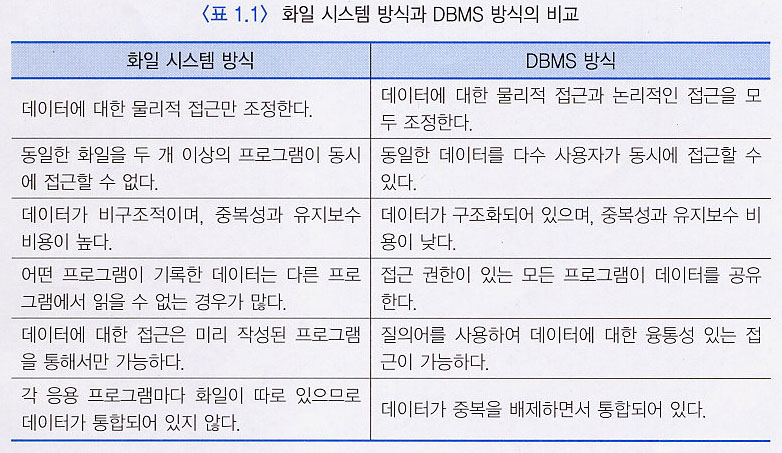 〈표 1.1〉 화일 시스템 방식과 DBMS 방식의 비교
화일 시스템 방식
DBMS 방식
데이터에 대한 물리적 접근만 조정한다.
데이터에 대한 물리적 접근과 논리적인 접근을 모
두 조정한다.
동일한 화일을 두 개 이상의 프로그램이 동시
에 접근할 수 없다.
동일한 데이터를 다수 사용자가 동시에 접근할 수
있다.
데이터가 비구조적이며, 중복성과 유지보수
비용이 높다.
데이터가 구조화되어 있으며, 중복성과 유지보수 비
용이 낮다.
어떤 프로그램이 기록한 데이터는 다른 프로
그램에서 읽을 수 없는 경우가 많다.
접근 권한이 있는 모든 프로그램이 데이터를 공유
한다.
데이터에 대한 접근은 미리 작성된 프로그램
을 통해서만 가능하다.
질의어를 사용하여 데이터에 대한 융통성 있는 접
근이 가능하다.
각 응용 프로그램마다 화일이 따로 있으므로
데이터가 통합되어 있지 않다.
데이터가 중복을 배제하면서 통합되어 있다.